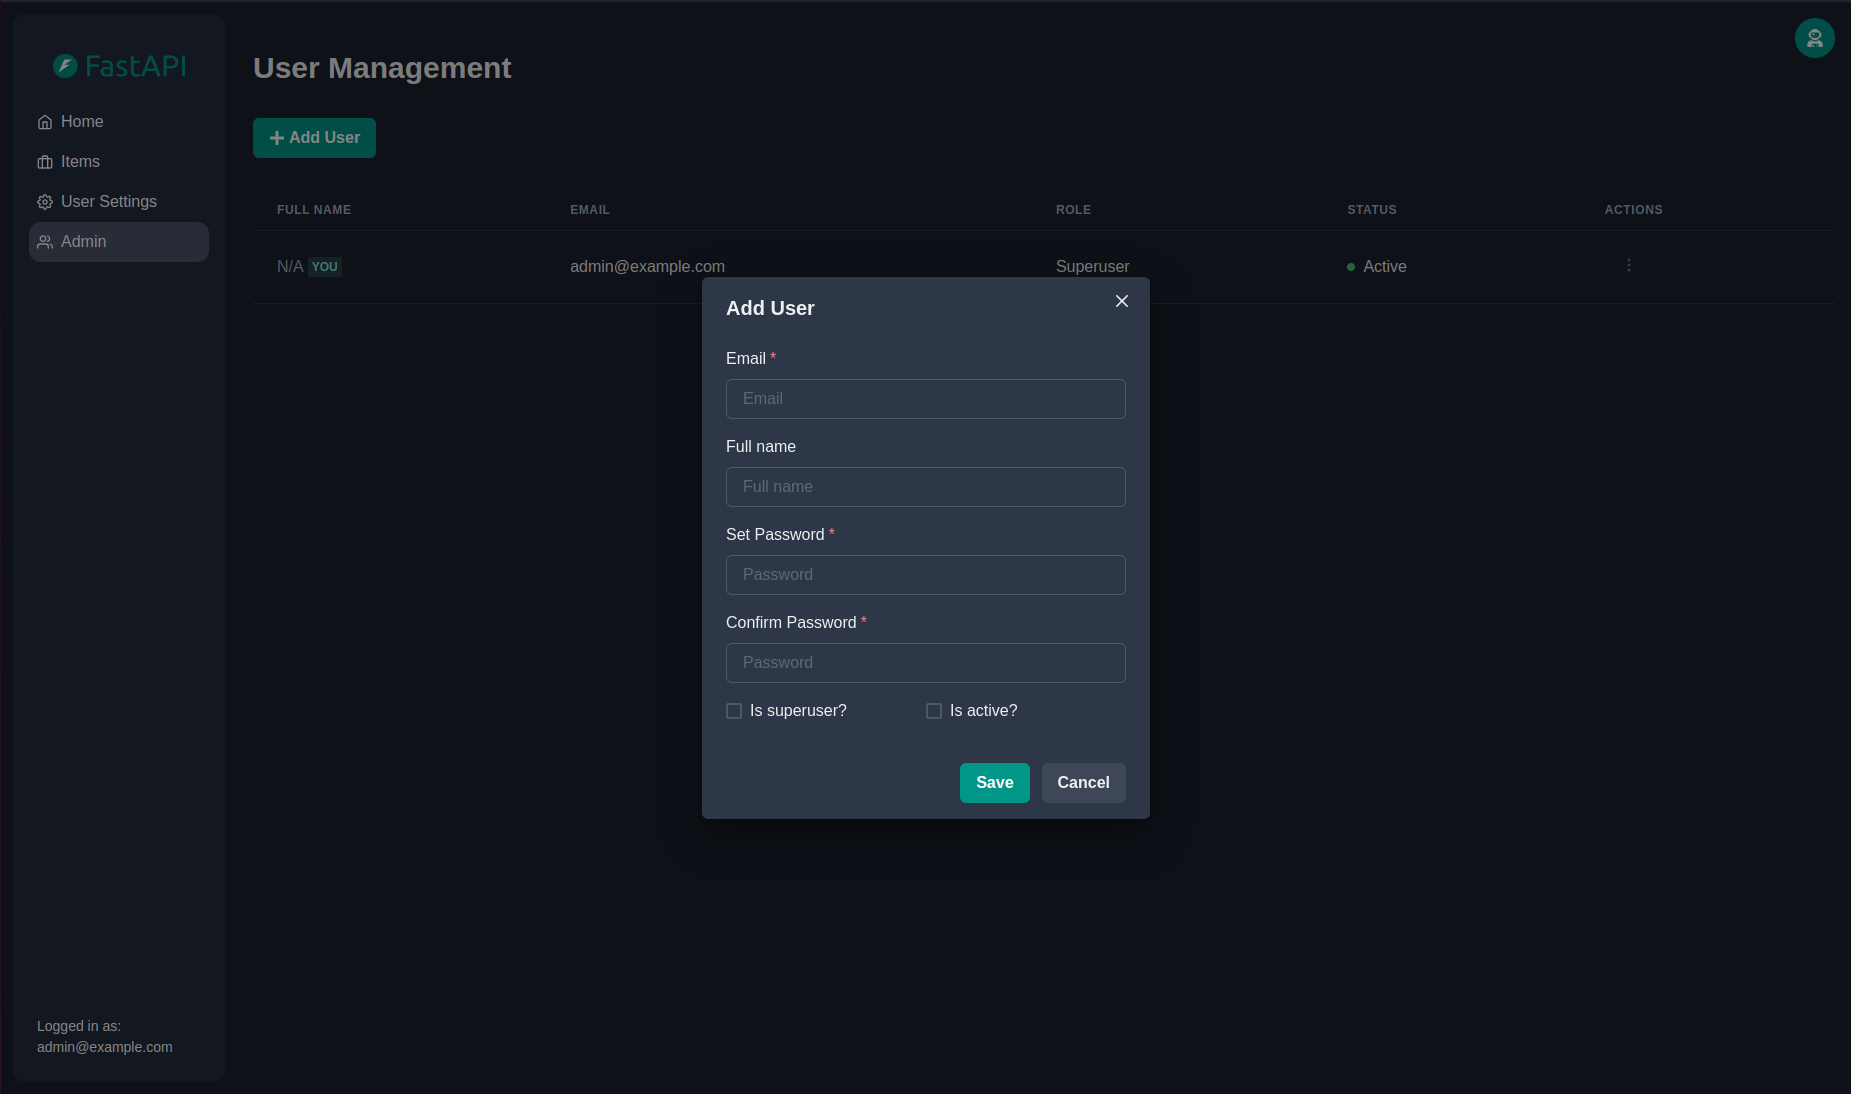 FastAPI
Home
Items
User Settings
Admin
Logged in as:
admin@example.com
User Management
Add User
FULL NAME EMAIL ROLE STATUS ACTIONS
N/A YOU admin@example.com Superuser Active
Add User
Email *
Email
Full name
Full name
Set Password *
Password
Confirm Password *
Password
Is superuser? Is active?
Save Cancel